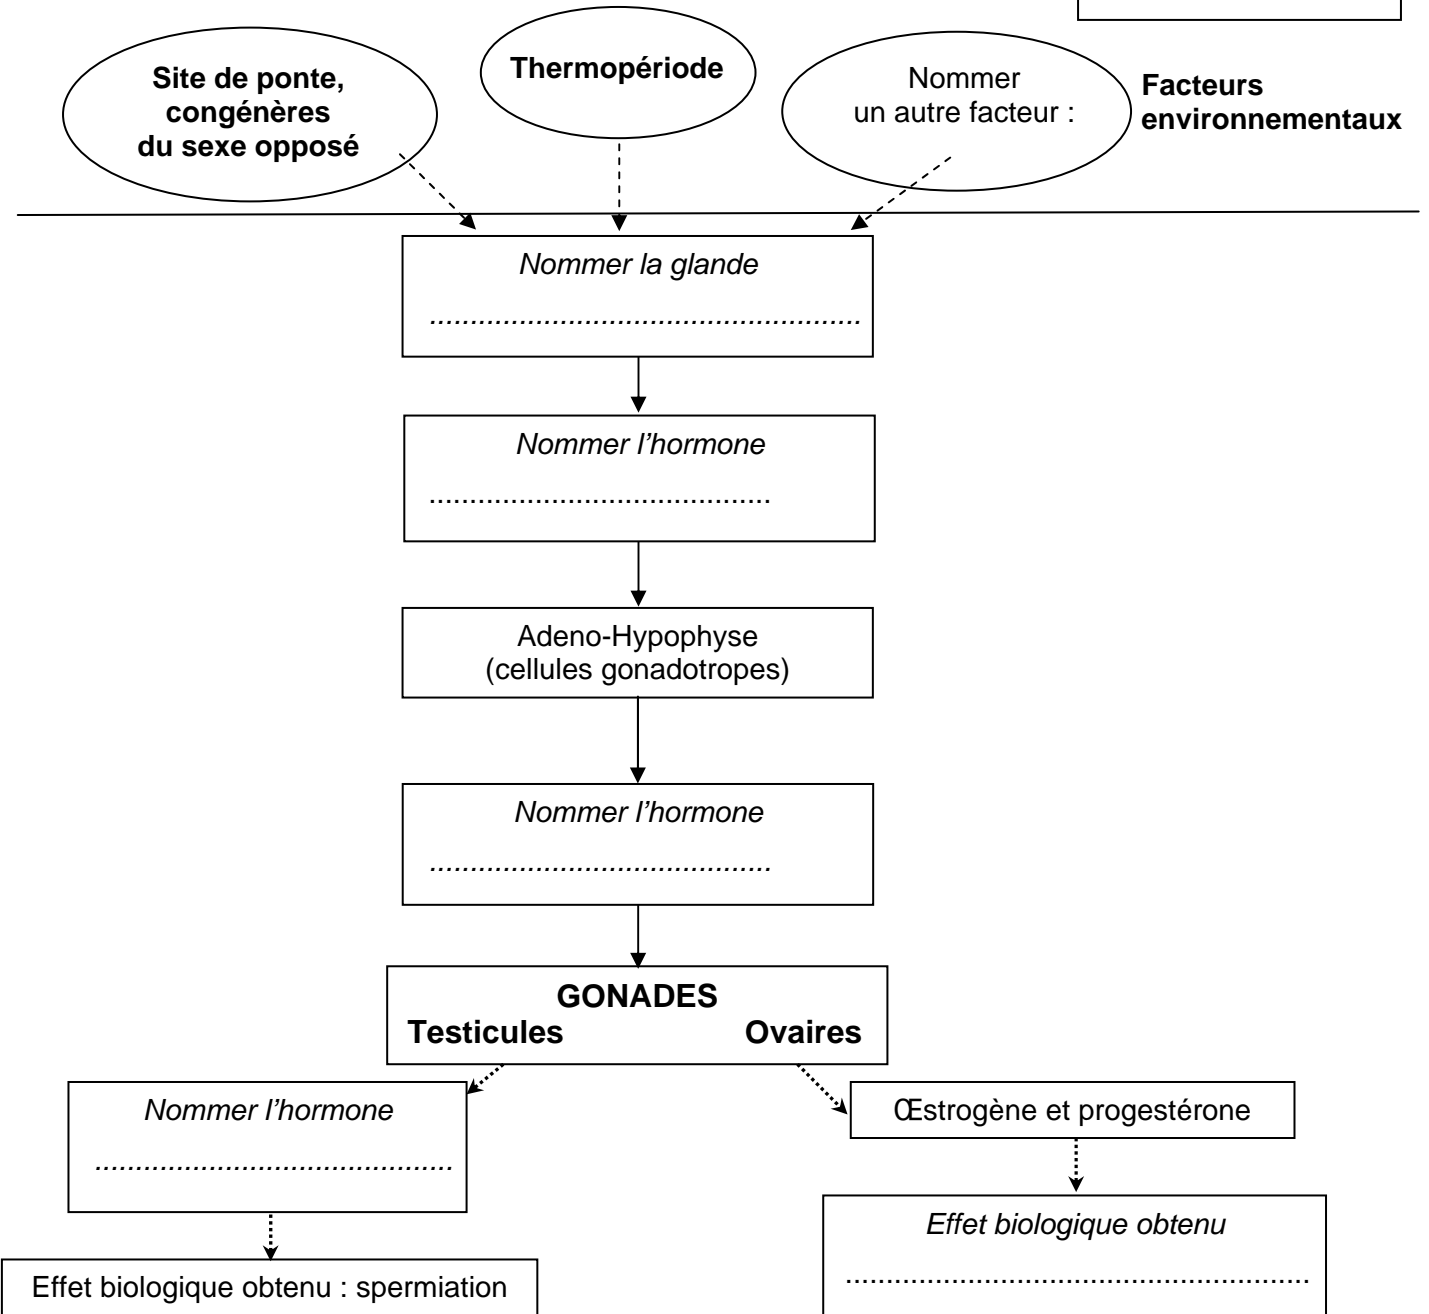 Site de ponte,
congénères
du sexe opposé
Thermopériode
Nommer
un autre facteur :
Facteurs
environnementaux
Nommer la glande
.....................................................
Nommer l'hormone
..........................................
Adeno-Hypophyse
(cellules gonadotropes)
Nommer l'hormone
..........................................
GONADES
Testicules Ovaires
Nommer l'hormone
............................................
Œstrogène et progestérone
Effet biologique obtenu
.........................................................
Effet biologique obtenu : spermiation